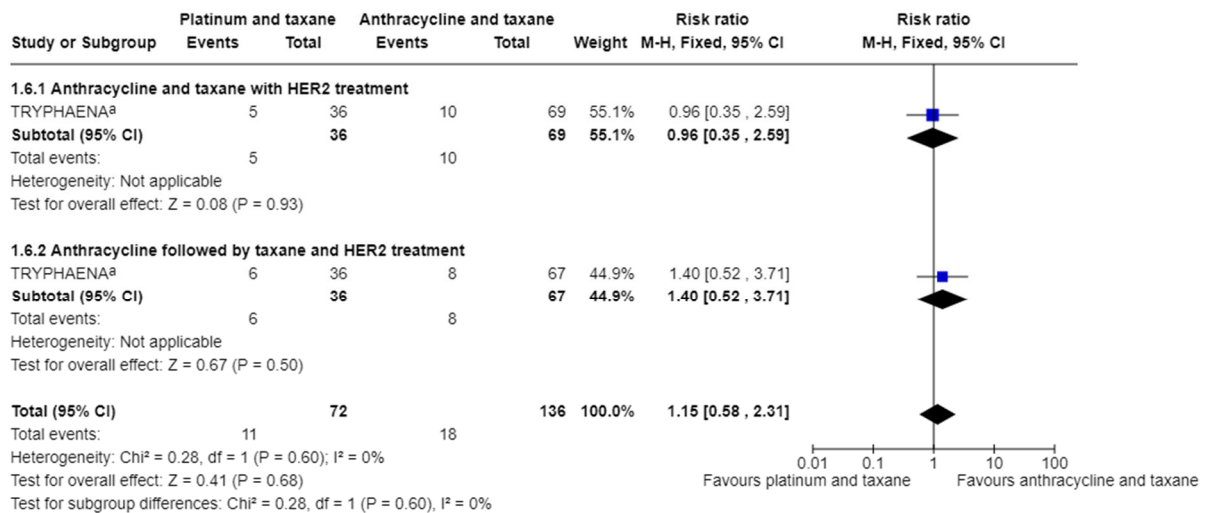 Platinum and taxane Anthracycline and taxane Risk ratio Risk ratio
Study or Subgroup Events Total Events Total Weight M-H, Fixed, 95% CI M-H, Fixed, 95% CI
1.6.1 Anthracycline and taxane with HER2 treatment
TRYPHAENAª 5 36 10 69 55.1% 0.96 [0.35 , 2.59]
Subtotal (95% CI) 36 69 55.1% 0.96 [0.35 , 2.59]
Total events: 5 10
Heterogeneity: Not applicable
Test for overall effect: Z = 0.08 (P = 0.93)
1.6.2 Anthracycline followed by taxane and HER2 treatment
TRYPHAENAª 6 36 8 67 44.9% 1.40 [0.52 , 3.71]
Subtotal (95% CI) 36 67 44.9% 1.40 [0.52 , 3.71]
Total events: 6 8
Heterogeneity: Not applicable
Test for overall effect: Z = 0.67 (P = 0.50)
Total (95% CI) 72 136 100.0% 1.15 [0.58 , 2.31]
Total events: 11 18
Heterogeneity: Chi² = 0.28, df = 1 (P = 0.60); I² = 0%
Test for overall effect: Z = 0.41 (P = 0.68)
Test for subgroup differences: Chi² = 0.28, df = 1 (P = 0.60), I² = 0%
0.01 0.1 1 10 100
Favours platinum and taxane Favours anthracycline and taxane